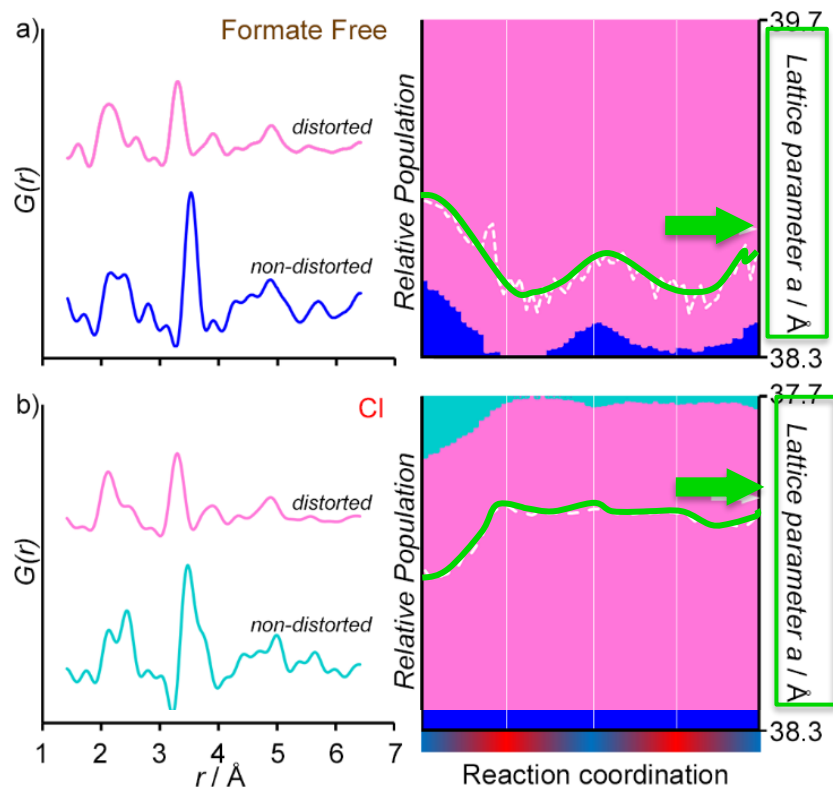 a)
Formate Free
distorted
non-distorted
G(r)
Relative Population
39.7
Lattice parameter a / Å
38.3
b)
Cl
distorted
non-distorted
G(r)
Relative Population
37.7
Lattice parameter a / Å
38.3
1 2 3 4 5 6 7
r / Å
Reaction coordination